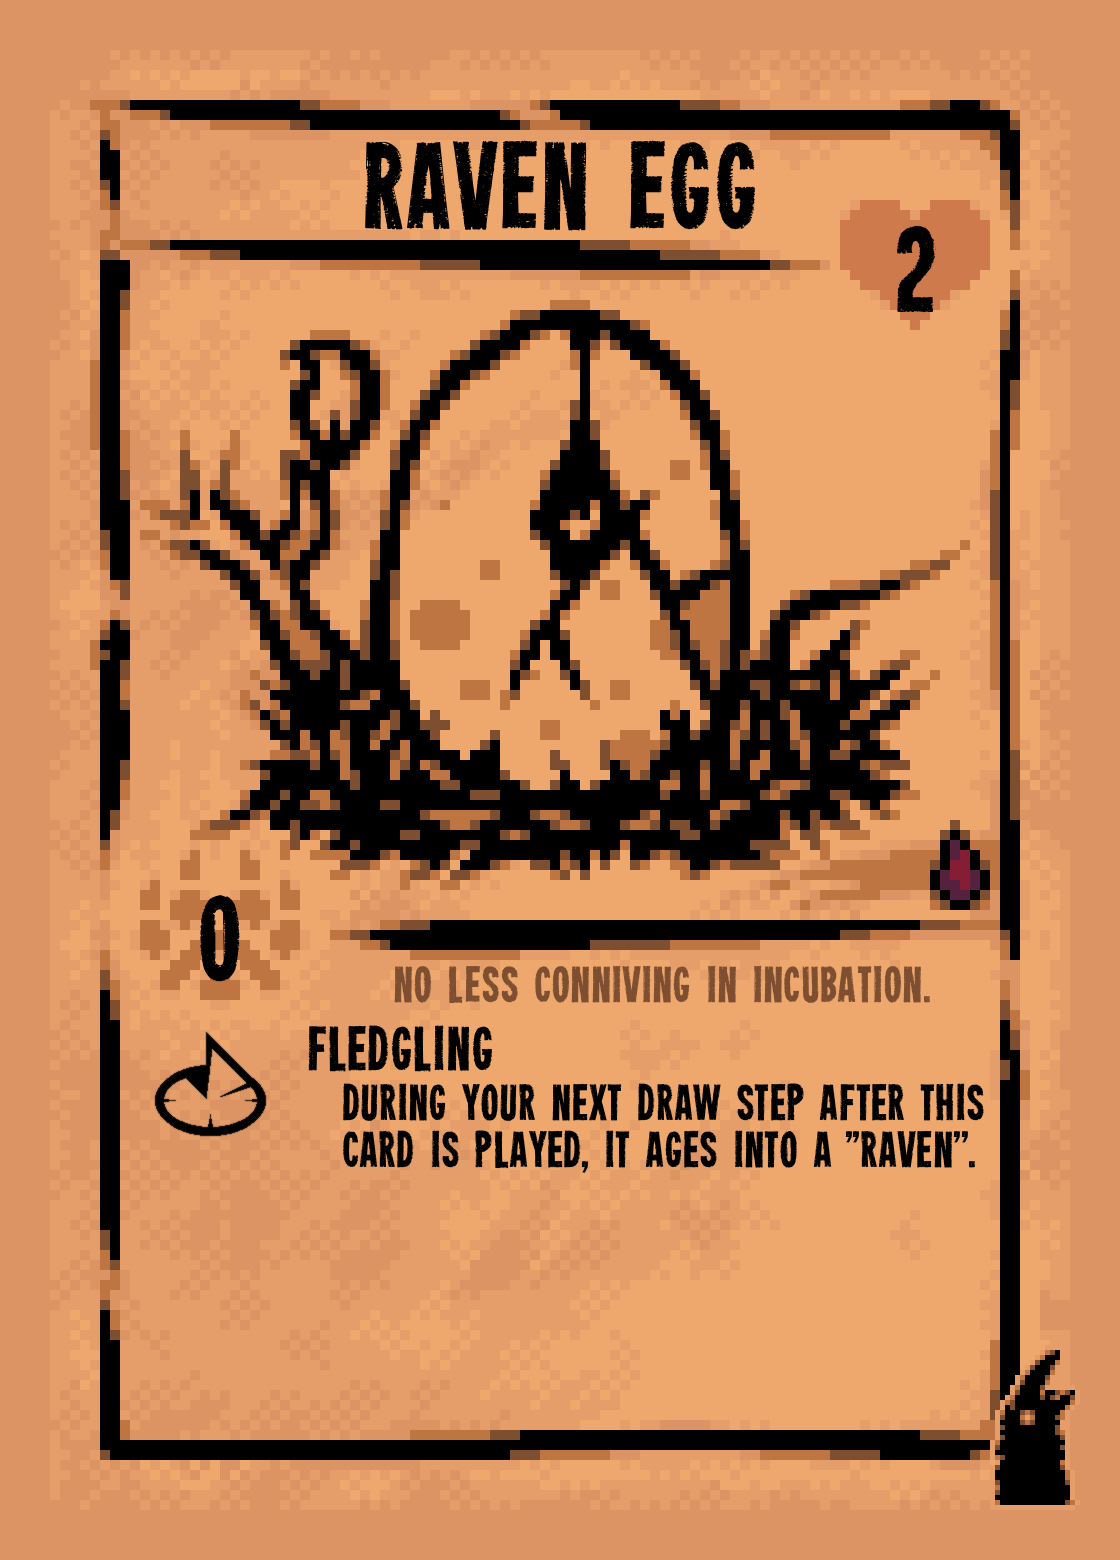 RAVEN EGG
2
0
NO LESS CONNIVING IN INCUBATION.
FLEDGLING
DURING YOUR NEXT DRAW STEP AFTER THIS
CARD IS PLAYED, IT AGES INTO A "RAVEN".